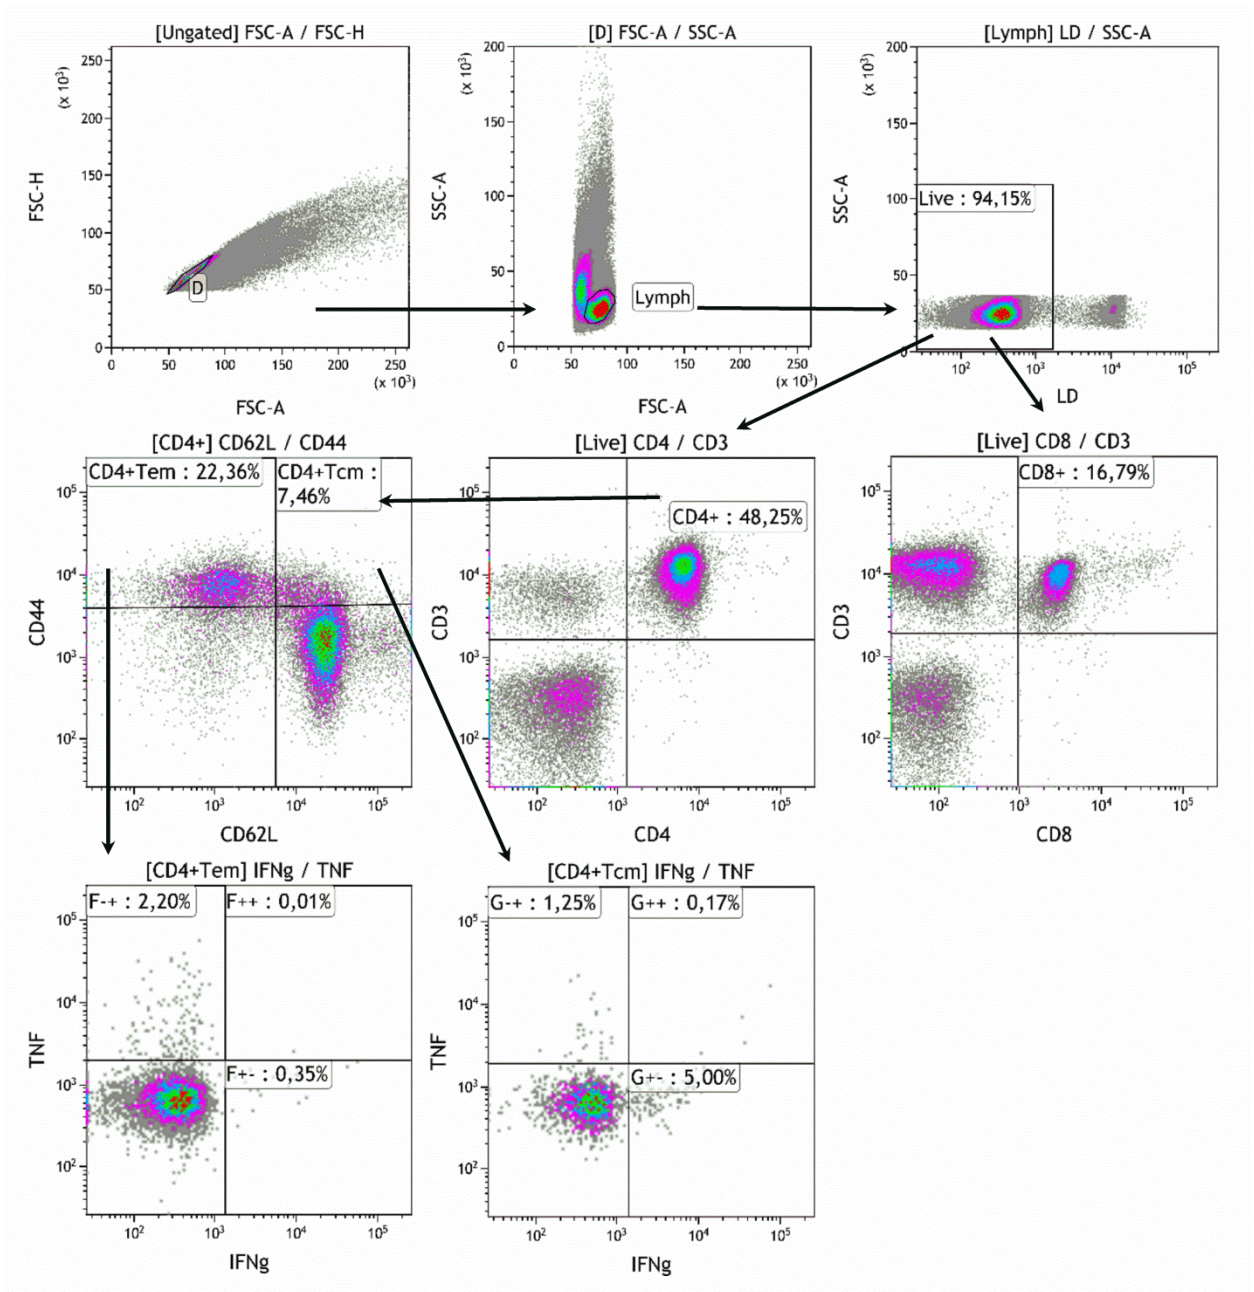 [Ungated] FSC-A / FSC-H
250
200
150
100
50
0
(x 10³)
FSC-H
D
0
50
100
150
200
250
(x 10³)
FSC-A
[D] FSC-A / SSC-A
200
150
100
50
0
(x 10³)
SSC-A
Lymph
0
50
100
150
200
250
(x 10³)
FSC-A
[Lymph] LD / SSC-A
200
150
100
50
0
(x 10³)
SSC-A
Live : 94,15%
10²
10³
10⁴
10⁵
LD
[CD4+] CD62L / CD44
CD4+Tem : 22,36%
CD4+Tcm :
7,46%
10⁵
10⁴
10³
10²
CD44
10²
10³
10⁴
10⁵
CD62L
[Live] CD4 / CD3
CD4+ : 48,25%
10⁵
10⁴
10³
10²
CD3
10²
10³
10⁴
10⁵
CD4
[Live] CD8 / CD3
CD8+ : 16,79%
10⁵
10⁴
10³
10²
CD3
10²
10³
10⁴
10⁵
CD8
[CD4+Tem] IFNg / TNF
F-+ : 2,20%
F++ : 0,01%
F+- : 0,35%
10⁵
10⁴
10³
10²
TNF
10²
10³
10⁴
10⁵
IFNg
[CD4+Tcm] IFNg / TNF
G-+ : 1,25%
G++ : 0,17%
G+- : 5,00%
10⁵
10⁴
10³
10²
TNF
10²
10³
10⁴
10⁵
IFNg